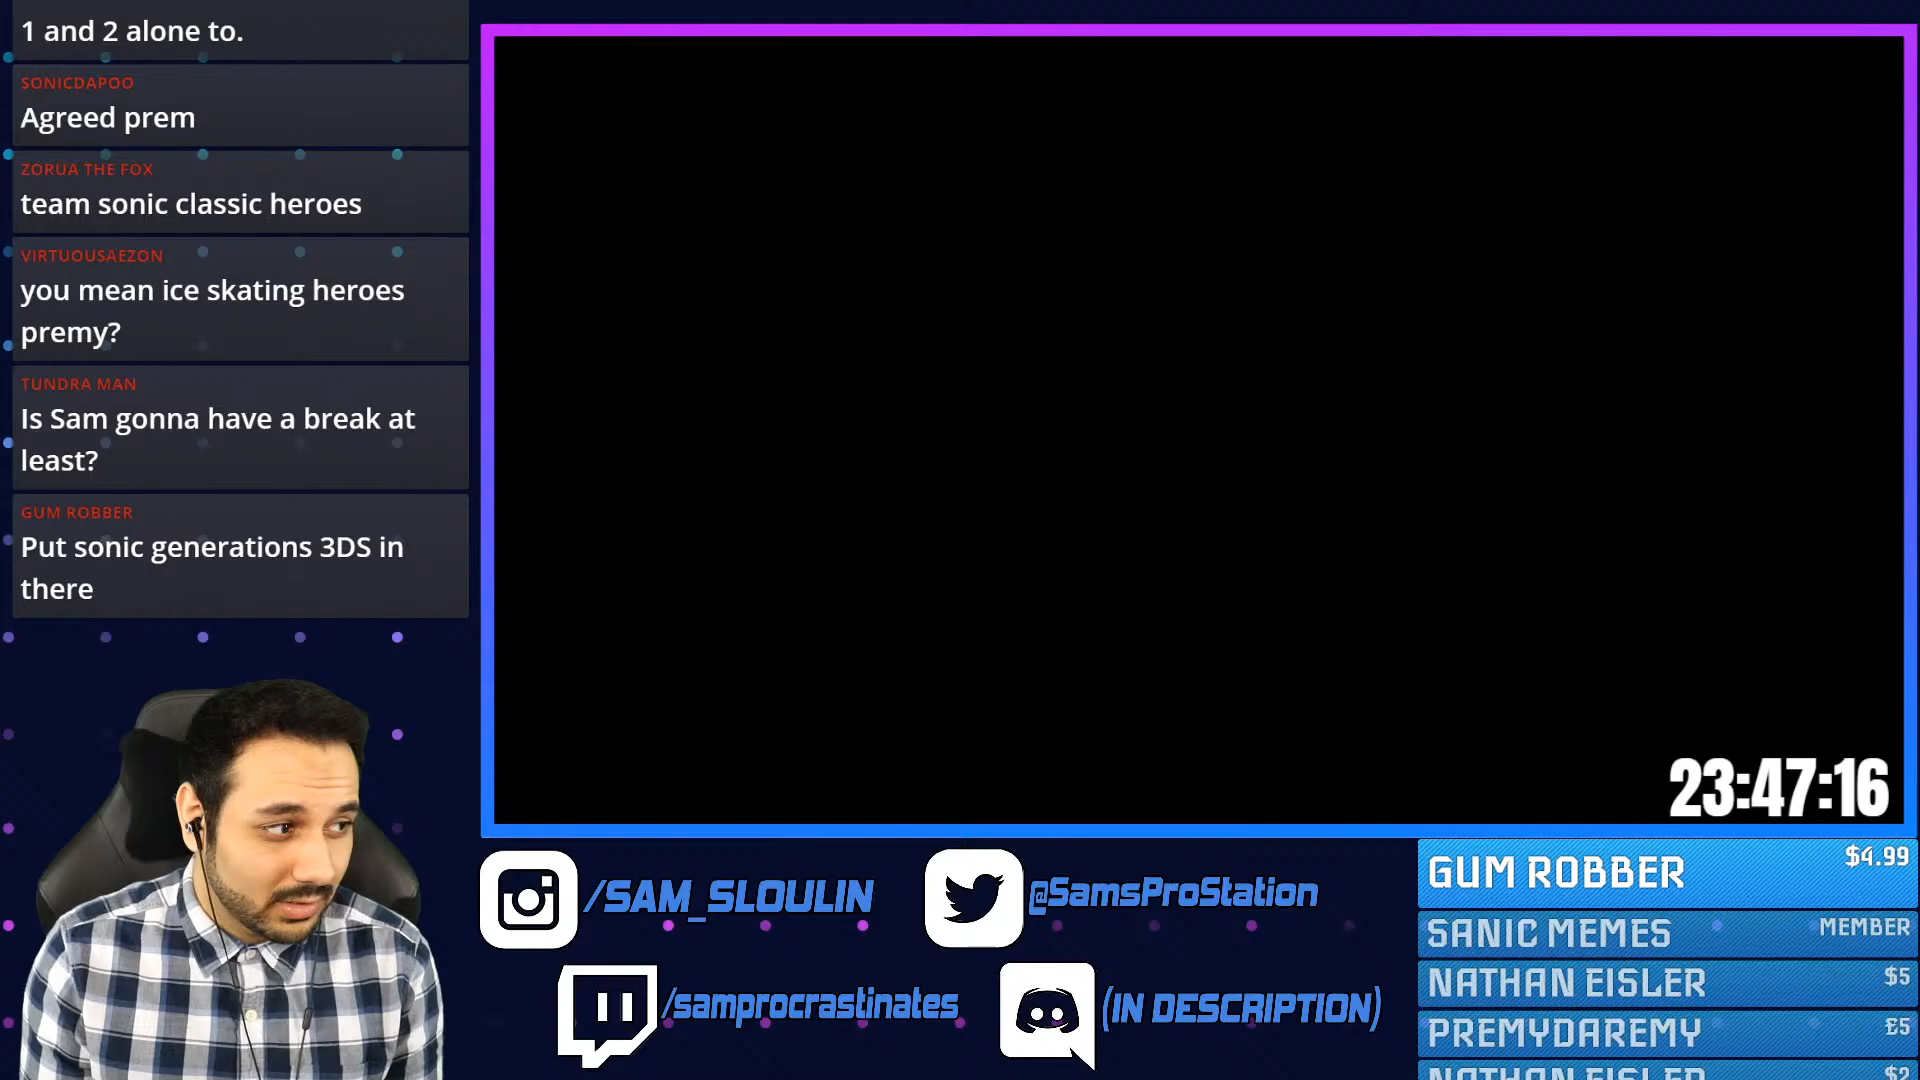 1 and 2 alone to.
SONICDAPOO
Agreed prem
ZORUA THE FOX
team sonic classic heroes
VIRTUOUSAEZON
you mean ice skating heroes
premy?
TUNDRA MAN
Is Sam gonna have a break at
least?
GUM ROBBER
Put sonic generations 3DS in
there
23:47:16
/SAM_SLOULIN
@SamsProStation
/samprocrastinates
(IN DESCRIPTION)
GUM ROBBER $4.99
SANIC MEMES MEMBER
NATHAN EISLER $5
PREMYDAREMY £5
NATHAN EISLER $2